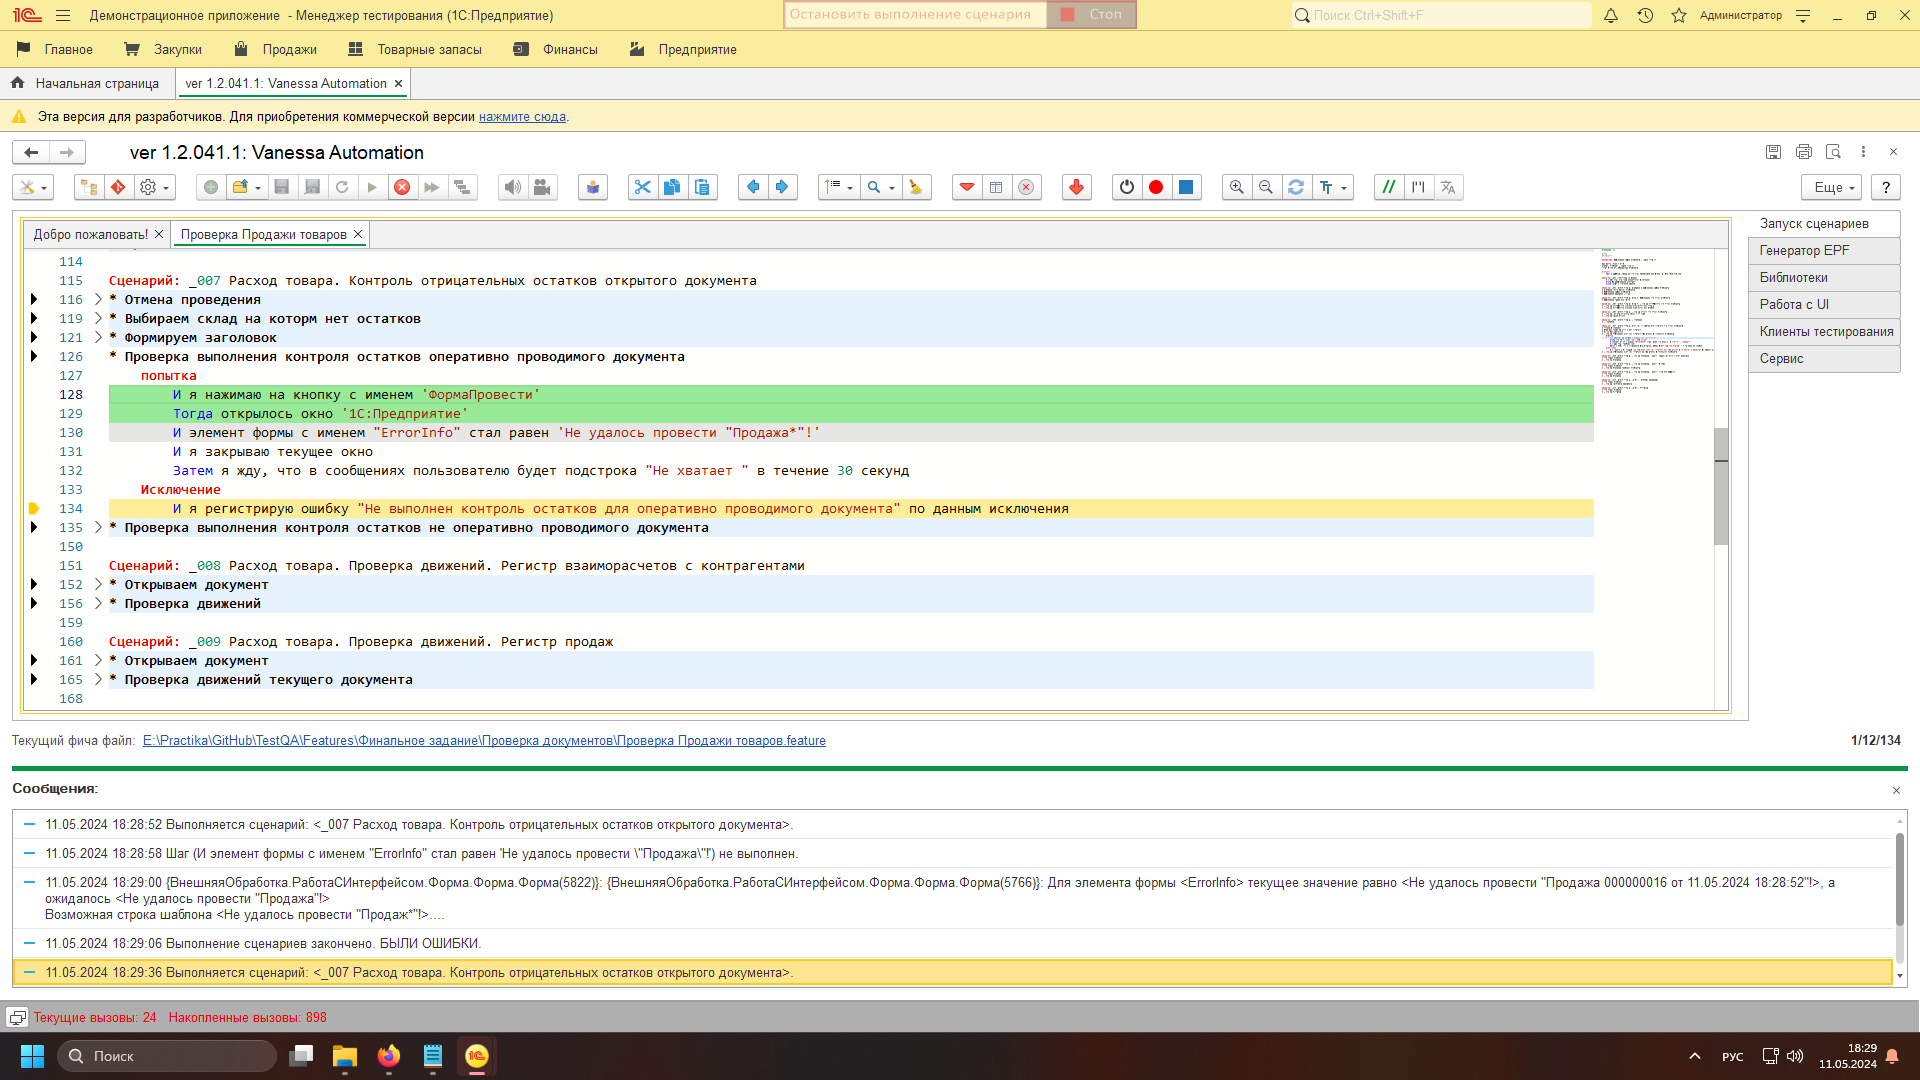 Демонстрационное приложение - Менеджер тестирования (1С:Предприятие)
Остановить выполнение сценария Стоп
Поиск Ctrl+Shift+F
Администратор
Главное Закупки Продажи Товарные запасы Финансы Предприятие
Начальная страница ver 1.2.041.1: Vanessa Automation
Эта версия для разработчиков. Для приобретения коммерческой версии нажмите сюда.
ver 1.2.041.1: Vanessa Automation
Еще ?
Добро пожаловать! Проверка Продажи товаров
114
115 Сценарий: _007 Расход товара. Контроль отрицательных остатков открытого документа
116 * Отмена проведения
119 * Выбираем склад на которм нет остатков
121 * Формируем заголовок
126 * Проверка выполнения контроля остатков оперативно проводимого документа
127 попытка
128 И я нажимаю на кнопку с именем 'ФормаПровести'
129 Тогда открылось окно '1С:Предприятие'
130 И элемент формы с именем "ErrorInfo" стал равен 'Не удалось провести "Продажа*"!'
131 И я закрываю текущее окно
132 Затем я жду, что в сообщениях пользователю будет подстрока "Не хватает " в течение 30 секунд
133 Исключение
134 И я регистрирую ошибку "Не выполнен контроль остатков для оперативно проводимого документа" по данным исключения
135 * Проверка выполнения контроля остатков не оперативно проводимого документа
150
151 Сценарий: _008 Расход товара. Проверка движений. Регистр взаиморасчетов с контрагентами
152 * Открываем документ
156 * Проверка движений
159
160 Сценарий: _009 Расход товара. Проверка движений. Регистр продаж
161 * Открываем документ
165 * Проверка движений текущего документа
168
Запуск сценариев
Генератор EPF
Библиотеки
Работа с UI
Клиенты тестирования
Сервис
Текущий фича файл: E:\Practika\GitHub\TestQA\Features\Финальное задание\Проверка документов\Проверка Продажи товаров.feature
1/12/134
Сообщения:
11.05.2024 18:28:52 Выполняется сценарий: <_007 Расход товара. Контроль отрицательных остатков открытого документа>.
11.05.2024 18:28:58 Шаг (И элемент формы с именем "ErrorInfo" стал равен 'Не удалось провести \"Продажа\"!') не выполнен.
11.05.2024 18:29:00 {ВнешняяОбработка.РаботаСИнтерфейсом.Форма.Форма.Форма(5822)}: {ВнешняяОбработка.РаботаСИнтерфейсом.Форма.Форма.Форма(5766)}: Для элемента формы <ErrorInfo> текущее значение равно <Не удалось провести "Продажа 000000016 от 11.05.2024 18:28:52"!>, а
ожидалось <Не удалось провести "Продажа"!>
Возможная строка шаблона <Не удалось провести "Продаж*"!>....
11.05.2024 18:29:06 Выполнение сценариев закончено. БЫЛИ ОШИБКИ.
11.05.2024 18:29:36 Выполняется сценарий: <_007 Расход товара. Контроль отрицательных остатков открытого документа>.
Текущие вызовы: 24 Накопленные вызовы: 898
Поиск
РУС
18:29
11.05.2024